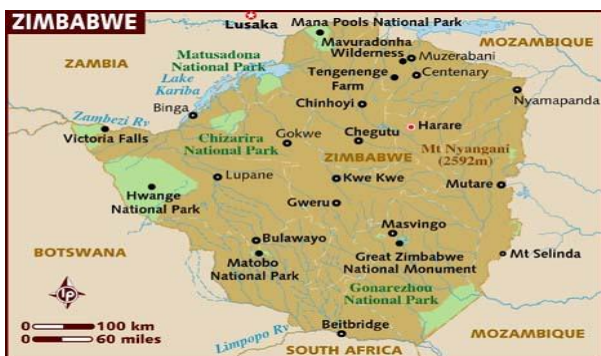 ZIMBABWE
Lusaka
Mana Pools National Park
Mavuradonha
Wilderness
MOZAMBIQUE
ZAMBIA
Matusadona
National Park
Muzerabani
Tengenenge
Farm
Centenary
Lake
Kariba
Binga
Chinhoyi
Nyamapanda
Zambezi Rv
Victoria Falls
Chizarira
National Park
Gokwe
Chegutu
Harare
ZIMBABWE
Mt Nyangani
(2592m)
Lupane
Kwe Kwe
Mutare
Hwange
National Park
Gweru
Masvingo
BOTSWANA
Bulawayo
Great Zimbabwe
National Monument
Mt Selinda
Matobo
National Park
Gonarezhou
National Park
lp
0 100 km
0 60 miles
Limpopo Rv
Beitbridge
MOZAMBIQUE
SOUTH AFRICA